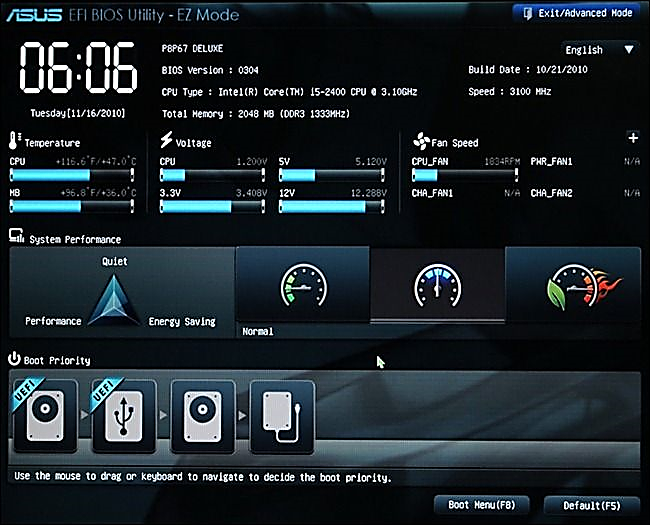 ASUS EFI BIOS Utility - EZ Mode
Exit/Advanced Mode
06:06
Tuesday[11/16/2010]
P8P67 DELUXE
English
BIOS Version : 0304
Build Date : 10/21/2010
CPU Type : Intel(R) Core(TM) i5-2400 CPU @ 3.10GHz
Speed : 3100 MHz
Total Memory : 2048 MB (DDR3 1333MHz)
Temperature
CPU +116.6°F/+47.0°C
MB +96.8°F/+36.0°C
Voltage
CPU 1.200V 5V 5.120V
3.3V 3.408V 12V 12.288V
Fan Speed
+
CPU_FAN 1834RPM PWR_FAN1 N/A
CHA_FAN1 N/A CHA_FAN2 N/A
System Performance
Quiet
Performance Energy Saving
Normal
Boot Priority
UEFI UEFI
Use the mouse to drag or keyboard to navigate to decide the boot priority.
Boot Menu(F8) Default(F5)